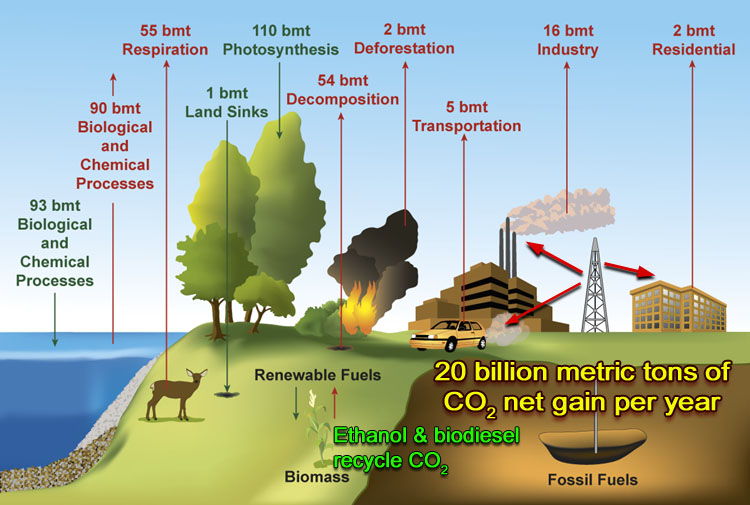 55 bmt
Respiration
110 bmt
Photosynthesis
2 bmt
Deforestation
16 bmt
Industry
2 bmt
Residential
1 bmt
Land Sinks
54 bmt
Decomposition
90 bmt
Biological
and
Chemical
Processes
5 bmt
Transportation
93 bmt
Biological
and
Chemical
Processes
Renewable Fuels
20 billion metric tons of
CO₂ net gain per year
Ethanol & biodiesel
recycle CO₂
Biomass
Fossil Fuels